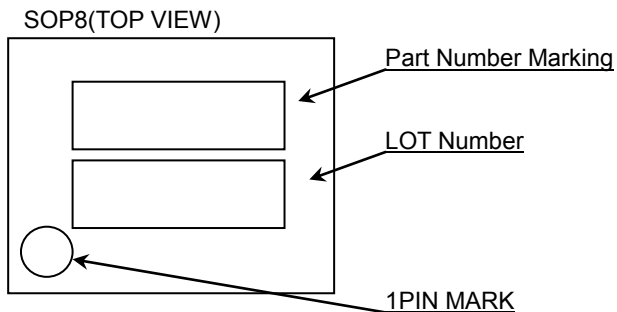 SOP8(TOP VIEW)
Part Number Marking
LOT Number
1PIN MARK